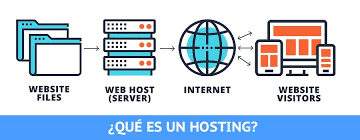 WEBSITE
FILES
WEB HOST
(SERVER)
INTERNET
WEBSITE
VISITORS
¿QUÉ ES UN HOSTING?